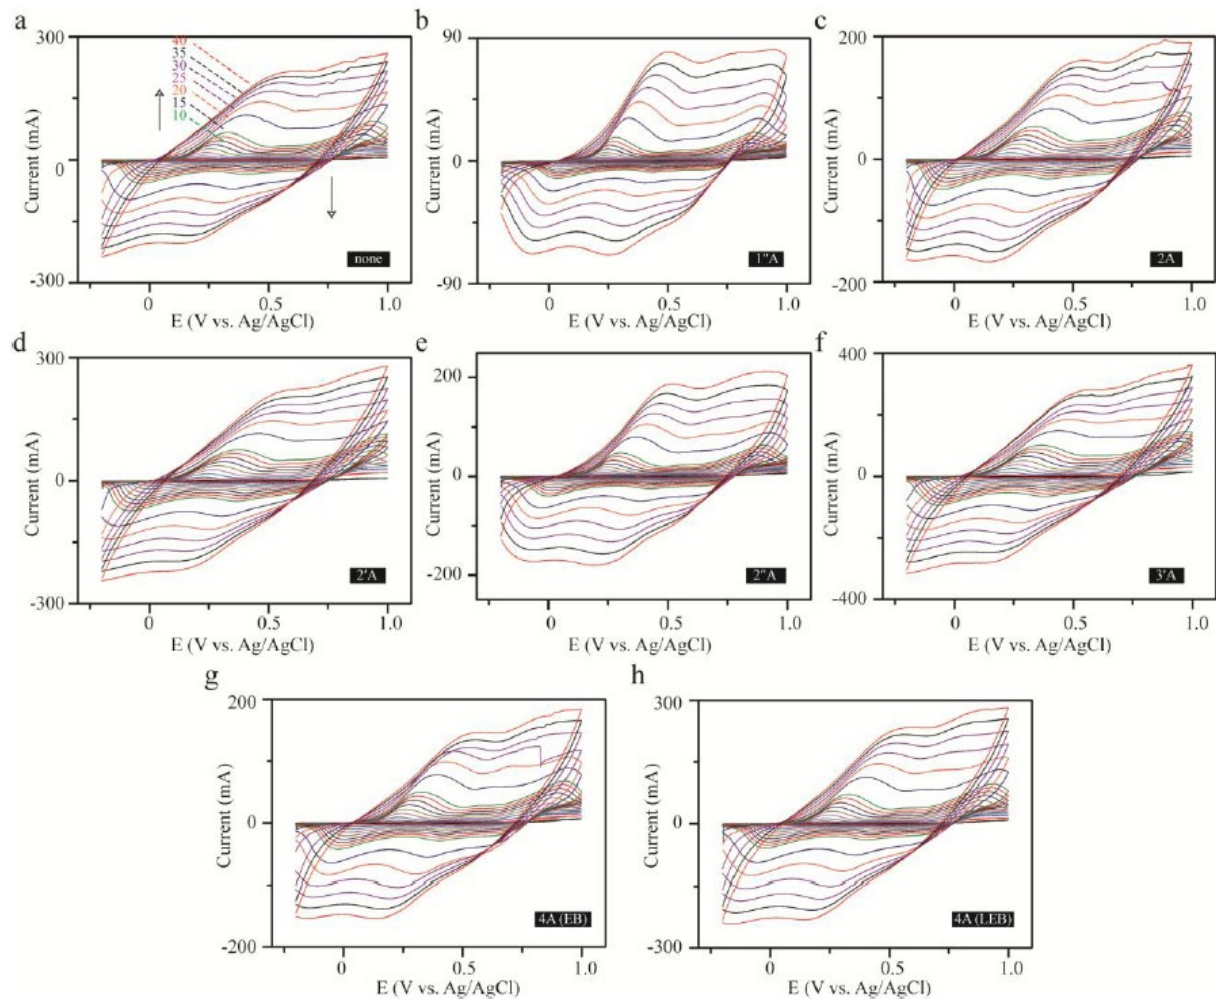 a
300
40
35
30
25
20
15
10
Current (mA)
0
-300
none
0
0.5
1.0
E (V vs. Ag/AgCl)
b
90
Current (mA)
0
-90
1"A
0
0.5
1.0
E (V vs. Ag/AgCl)
c
200
Current (mA)
0
-200
2A
0
0.5
1.0
E (V vs. Ag/AgCl)
d
300
Current (mA)
0
-300
2'A
0
0.5
1.0
E (V vs. Ag/AgCl)
e
200
Current (mA)
0
-200
2"A
0
0.5
1.0
E (V vs. Ag/AgCl)
f
400
Current (mA)
0
-400
3'A
0
0.5
1.0
E (V vs. Ag/AgCl)
g
200
Current (mA)
0
-200
4A (EB)
0
0.5
1.0
E (V vs. Ag/AgCl)
h
300
Current (mA)
0
-300
4A (LEB)
0
0.5
1.0
E (V vs. Ag/AgCl)